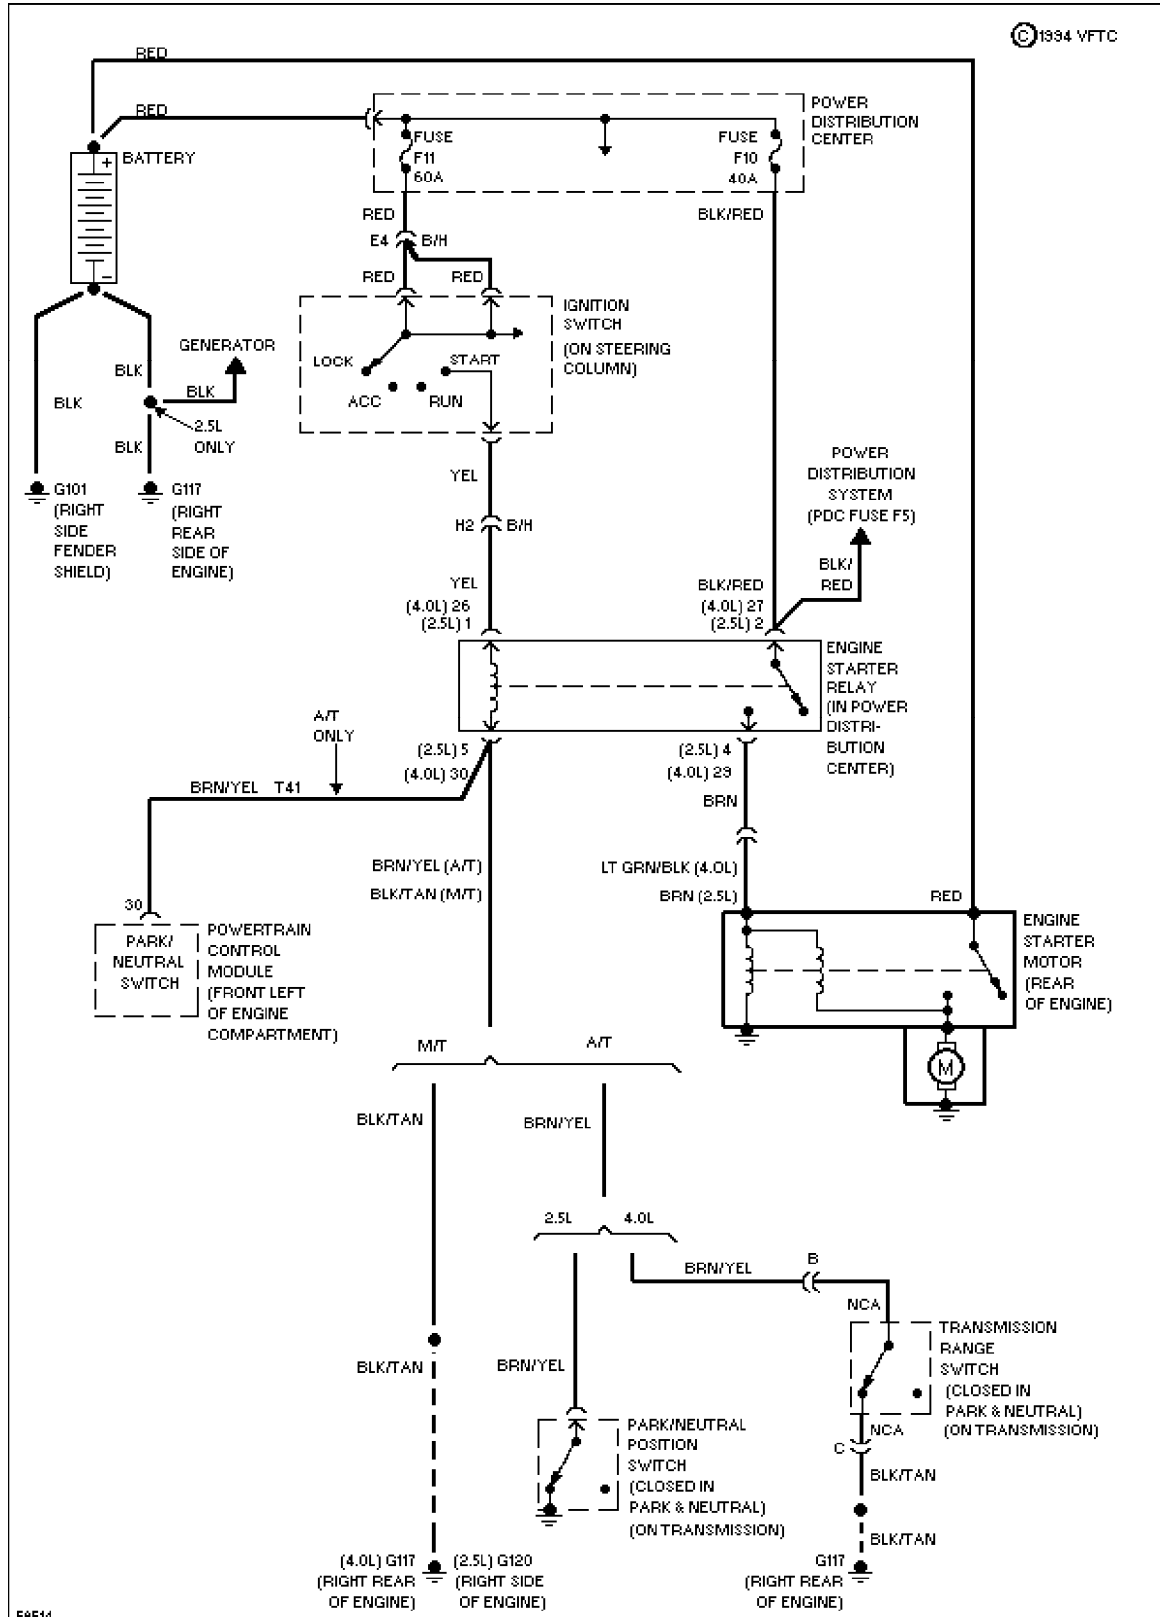 © 1994 VFTC
RED
RED
BATTERY
+
−
POWER
DISTRIBUTION
CENTER
FUSE
F11
60A
FUSE
F10
40A
RED
BLK/RED
E4
B/H
RED
RED
IGNITION
SWITCH
(ON STEERING
COLUMN)
LOCK
START
ACC
RUN
GENERATOR
BLK
BLK
BLK
2.5L
ONLY
BLK
G101
(RIGHT
SIDE
FENDER
SHIELD)
G117
(RIGHT
REAR
SIDE OF
ENGINE)
YEL
H2
B/H
YEL
(4.0L) 26
(2.5L) 1
POWER
DISTRIBUTION
SYSTEM
(PDC FUSE F5)
BLK/
RED
BLK/RED
(4.0L) 27
(2.5L) 2
ENGINE
STARTER
RELAY
(IN POWER
DISTRI-
BUTION
CENTER)
A/T
ONLY
(2.5L) 5
(4.0L) 30
(2.5L) 4
(4.0L) 29
BRN/YEL T41
BRN
BRN/YEL (A/T)
BLK/TAN (M/T)
LT GRN/BLK (4.0L)
BRN (2.5L)
RED
30
PARK/
NEUTRAL
SWITCH
POWERTRAIN
CONTROL
MODULE
(FRONT LEFT
OF ENGINE
COMPARTMENT)
ENGINE
STARTER
MOTOR
(REAR
OF ENGINE)
M
M/T
A/T
BLK/TAN
BRN/YEL
2.5L
4.0L
BRN/YEL
B
NCA
TRANSMISSION
RANGE
SWITCH
(CLOSED IN
PARK & NEUTRAL)
(ON TRANSMISSION)
BLK/TAN
BRN/YEL
PARK/NEUTRAL
POSITION
SWITCH
(CLOSED IN
PARK & NEUTRAL)
(ON TRANSMISSION)
NCA
C
BLK/TAN
BLK/TAN
(4.0L) G117
(RIGHT REAR
OF ENGINE)
(2.5L) G120
(RIGHT SIDE
OF ENGINE)
G117
(RIGHT REAR
OF ENGINE)